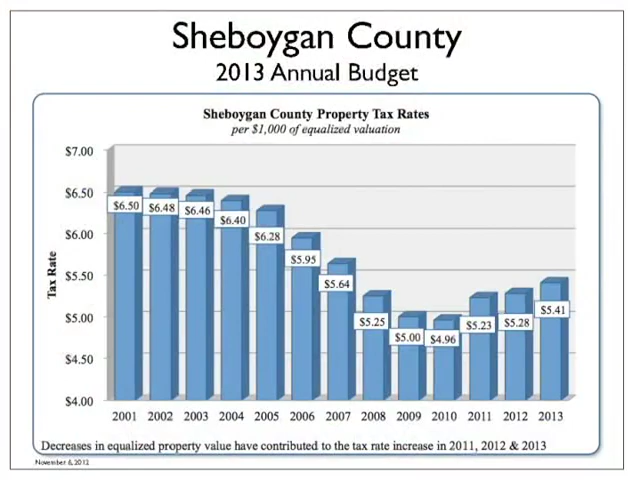 Sheboygan County
2013 Annual Budget
Sheboygan County Property Tax Rates
per $1,000 of equalized valuation
$7.00
$6.50
$6.00
$5.50
$5.00
$4.50
$4.00
Tax Rate
$6.50 $6.48 $6.46 $6.40 $6.28 $5.95 $5.64 $5.25 $5.00 $4.96 $5.23 $5.28 $5.41
2001 2002 2003 2004 2005 2006 2007 2008 2009 2010 2011 2012 2013
Decreases in equalized property value have contributed to the tax rate increase in 2011, 2012 & 2013
November 6, 2012